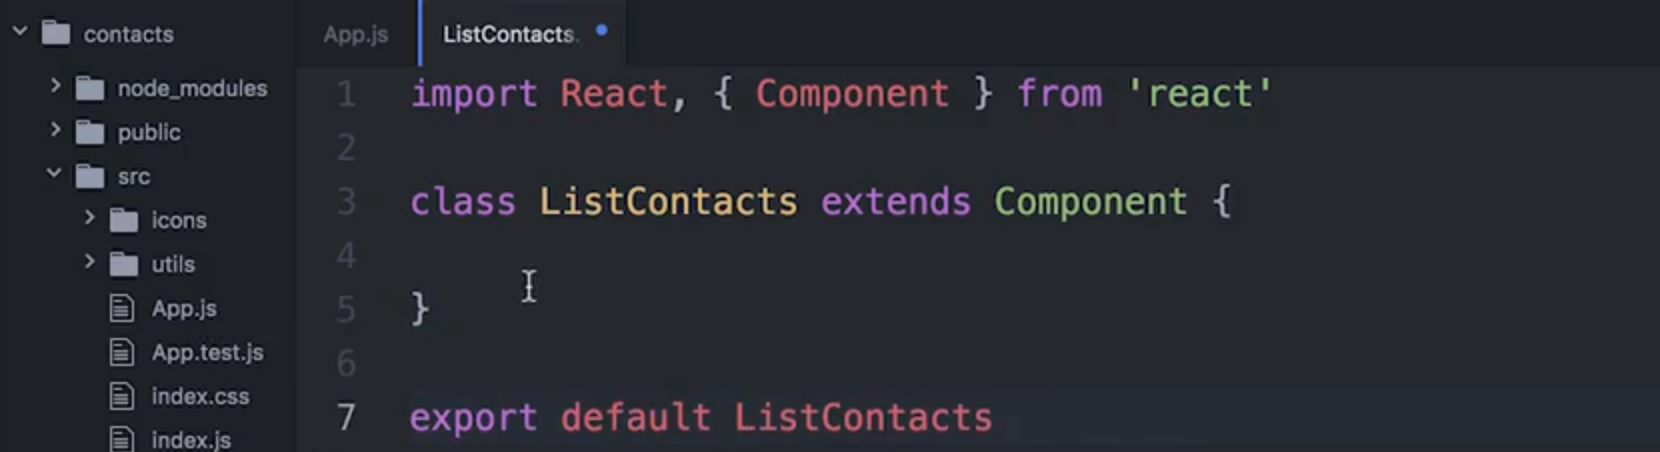 contacts
node_modules
public
src
icons
utils
App.js
App.test.js
index.css
index.js
App.js ListContacts.
1 import React, { Component } from 'react'
2
3 class ListContacts extends Component {
4
5 }
6
7 export default ListContacts